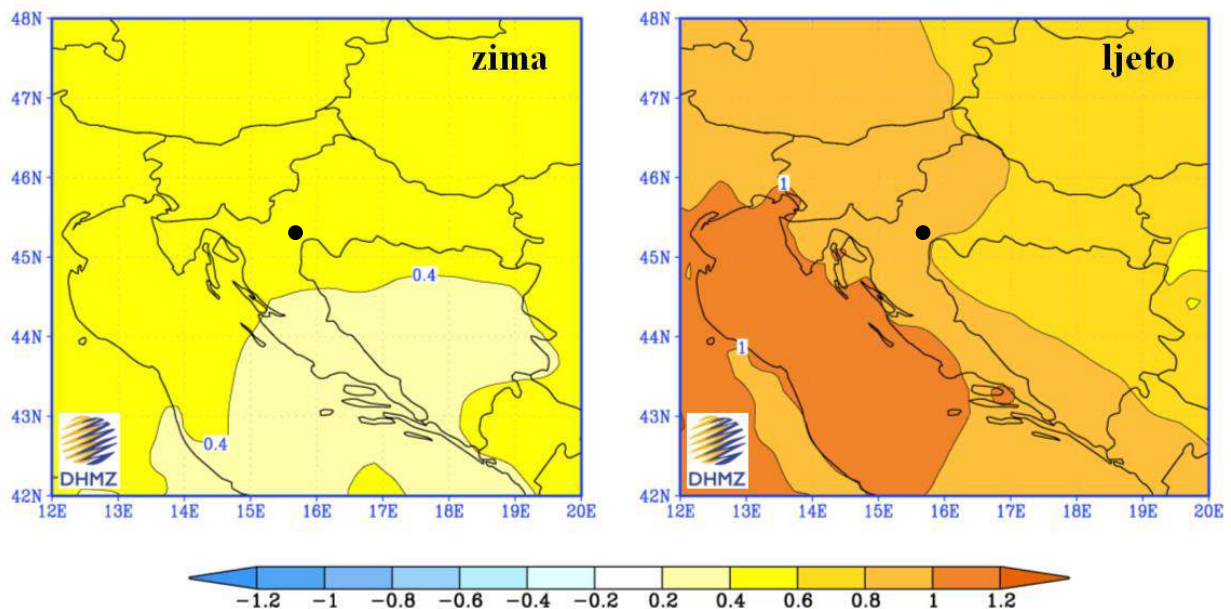 zima
48N
47N
46N
45N
44N
43N
42N
0.4
0.4
DHMZ
12E 13E 14E 15E 16E 17E 18E 19E 20E
ljeto
48N
47N
46N
45N
44N
43N
42N
1
1
DHMZ
12E 13E 14E 15E 16E 17E 18E 19E 20E
-1.2 -1 -0.8 -0.6 -0.4 -0.2 0.2 0.4 0.6 0.8 1 1.2